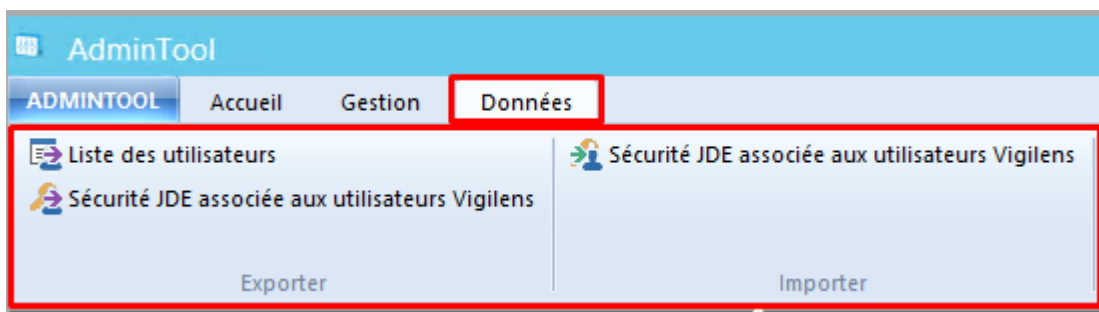 AdminTool
ADMINTOOL Accueil Gestion Données
Liste des utilisateurs
Sécurité JDE associée aux utilisateurs Vigilens
Exporter
Sécurité JDE associée aux utilisateurs Vigilens
Importer